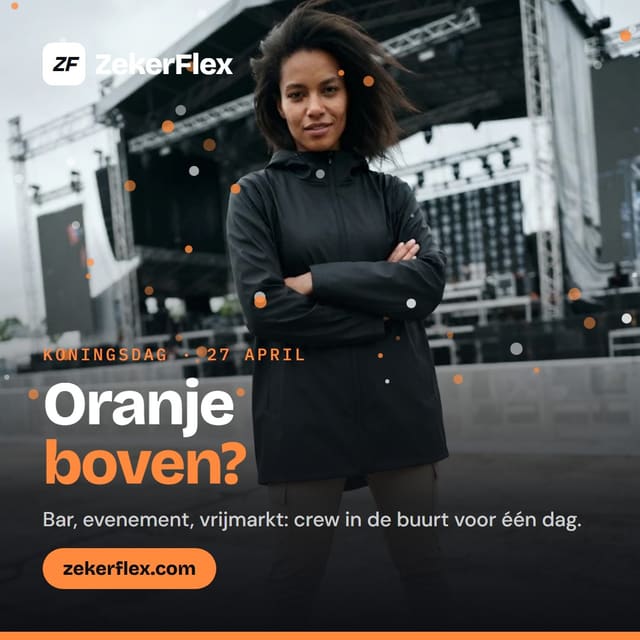 ZF ZekerFlex
KONINGSDAG · 27 APRIL
Oranje
boven?
Bar, evenement, vrijmarkt: crew in de buurt voor één dag.
zekerflex.com